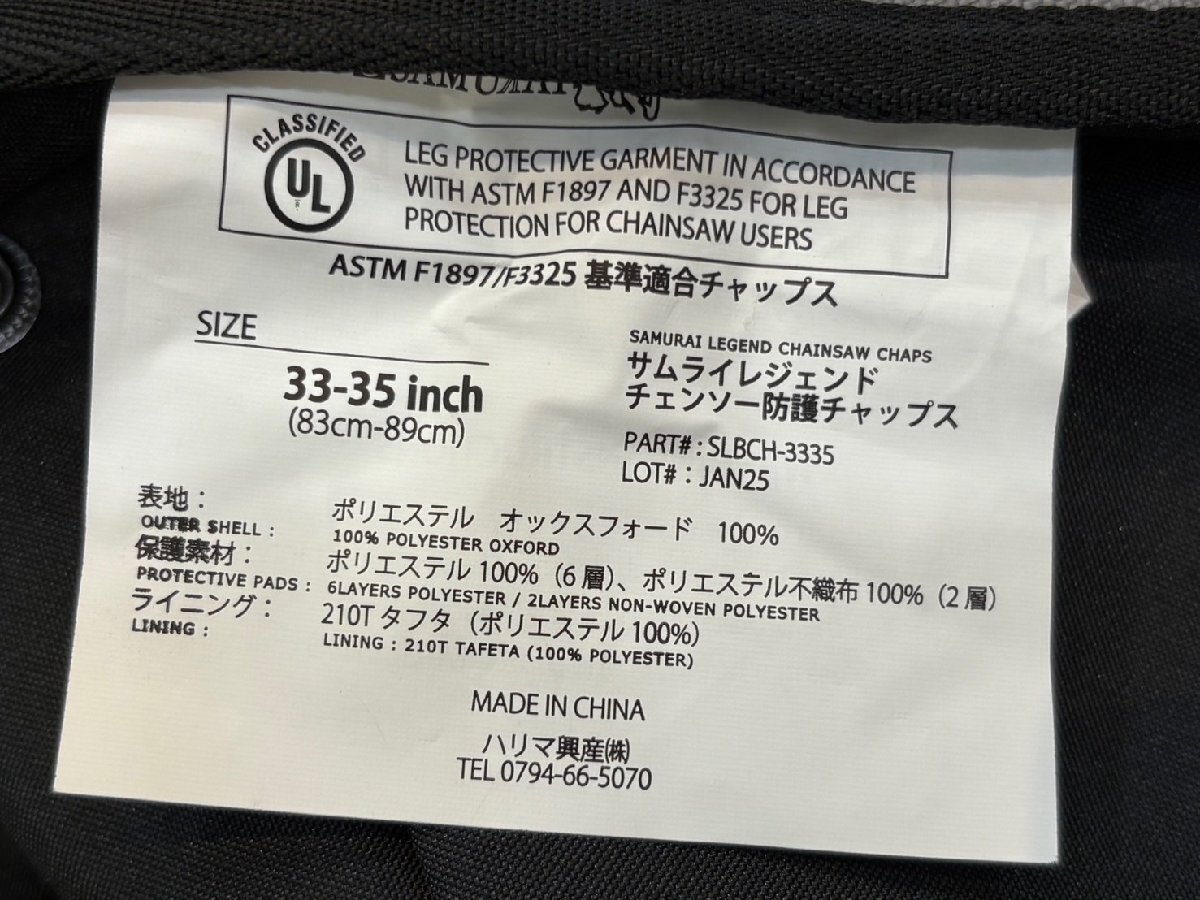 SAMURAI
CLASSIFIED
UL
LEG PROTECTIVE GARMENT IN ACCORDANCE
WITH ASTM F1897 AND F3325 FOR LEG
PROTECTION FOR CHAINSAW USERS
ASTM F1897/F3325 基準適合チャップス
SIZE
33-35 inch
(83cm-89cm)
SAMURAI LEGEND CHAINSAW CHAPS
サムライレジェンド
チェンソー防護チャップス
PART# : SLBCH-3335
LOT# : JAN25
表地 : ポリエステル オックスフォード 100%
OUTER SHELL : 100% POLYESTER OXFORD
保護素材 : ポリエステル 100%（6 層）、ポリエステル不織布 100%（2 層）
PROTECTIVE PADS : 6LAYERS POLYESTER / 2LAYERS NON-WOVEN POLYESTER
ライニング : 210T タフタ（ポリエステル 100%）
LINING : LINING : 210T TAFETA (100% POLYESTER)
MADE IN CHINA
ハリマ興産㈱
TEL 0794-66-5070